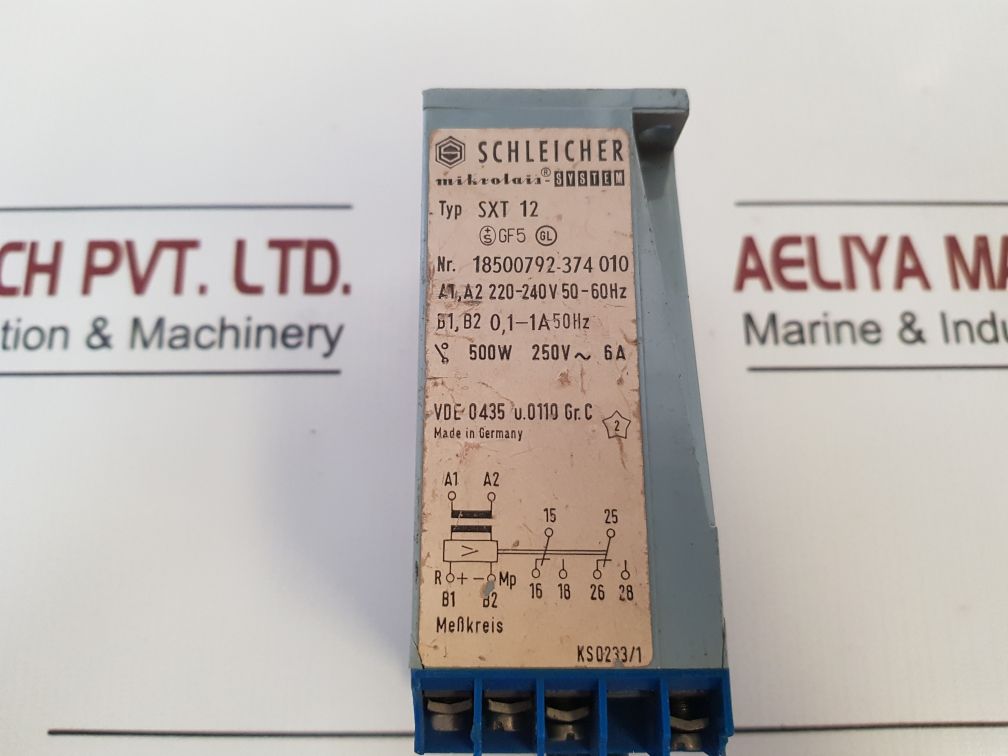 SCHLEICHER
mikrolais®-SYSTEM
Typ SXT 12
GF5 GL
Nr. 18500792-374 010
A1,A2 220-240V 50-60Hz
B1,B2 0,1-1A 50Hz
500W 250V~ 6A
VDE 0435 u.0110 Gr.C
Made in Germany
2
A1 A2
15 25
>
R + - Mp
16 18 26 28
B1 B2
Meßkreis
KS0233/1
CH PVT. LTD.
tion & Machinery
AELIYA MA
Marine & Indu